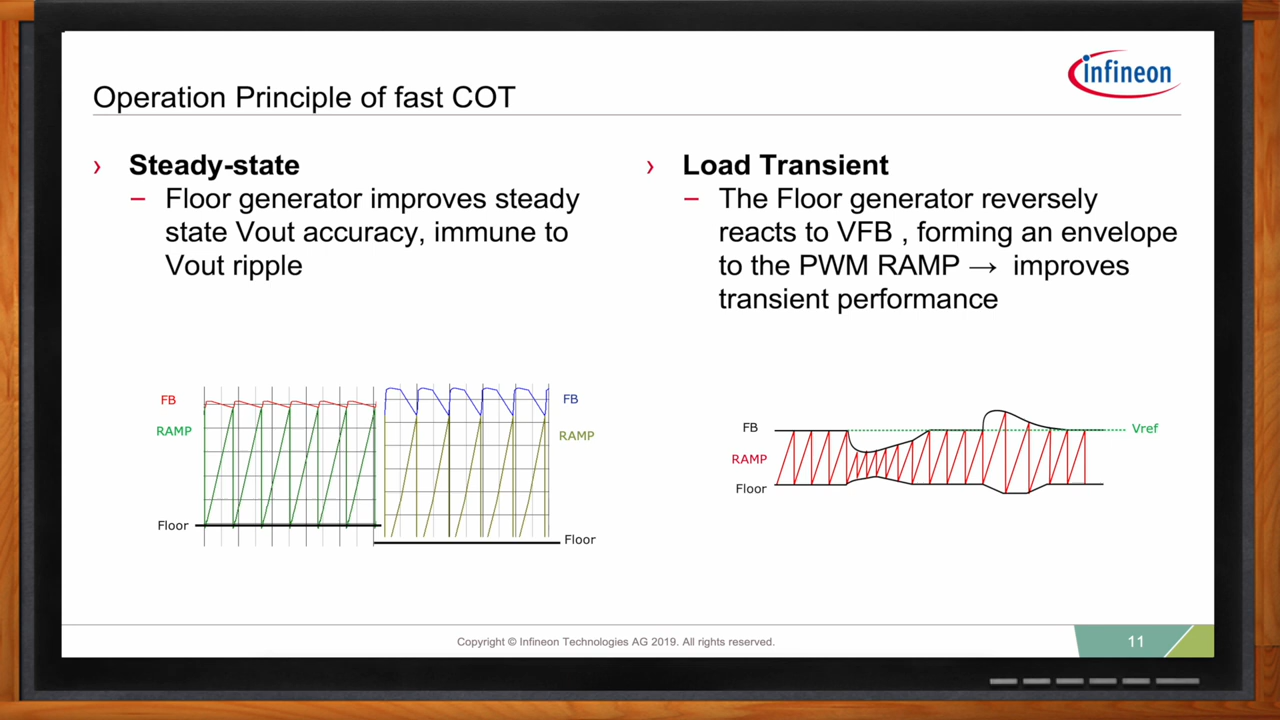 infineon
Operation Principle of fast COT
› Steady-state
– Floor generator improves steady
state Vout accuracy, immune to
Vout ripple
› Load Transient
– The Floor generator reversely
reacts to VFB , forming an envelope
to the PWM RAMP → improves
transient performance
FB
RAMP
Floor
FB
RAMP
Floor
FB
RAMP
Floor
Vref
Copyright © Infineon Technologies AG 2019. All rights reserved.
11